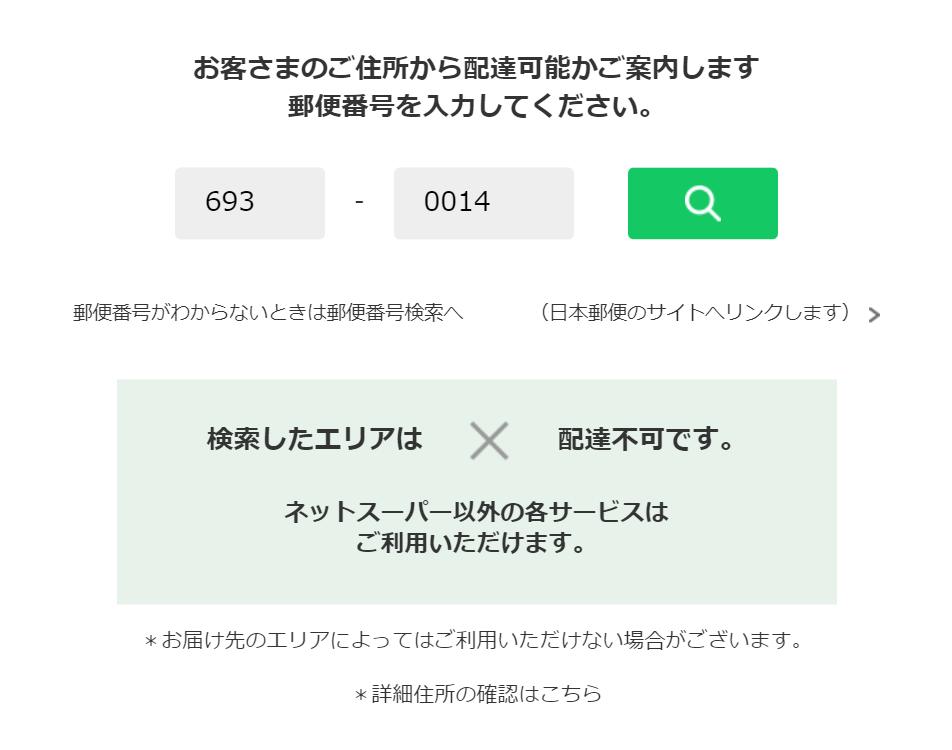 お客さまのご住所から配達可能かご案内します
郵便番号を入力してください。
693 - 0014
郵便番号がわからないときは郵便番号検索へ （日本郵便のサイトへリンクします）
検索したエリアは × 配達不可です。
ネットスーパー以外の各サービスは
ご利用いただけます。
＊お届け先のエリアによってはご利用いただけない場合がございます。
＊詳細住所の確認はこちら